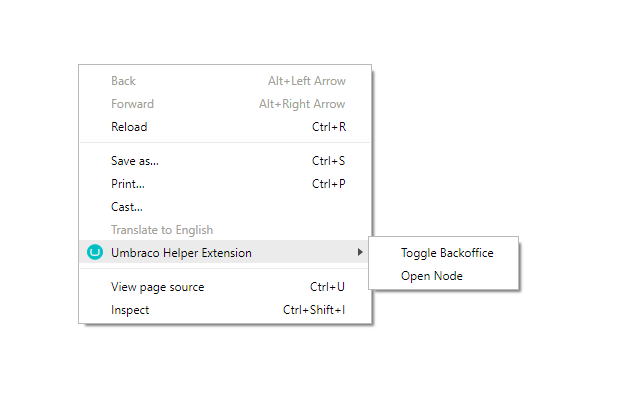 Back Alt+Left Arrow
Forward Alt+Right Arrow
Reload Ctrl+R
Save as... Ctrl+S
Print... Ctrl+P
Cast...
Translate to English
Umbraco Helper Extension
Toggle Backoffice
Open Node
View page source Ctrl+U
Inspect Ctrl+Shift+I